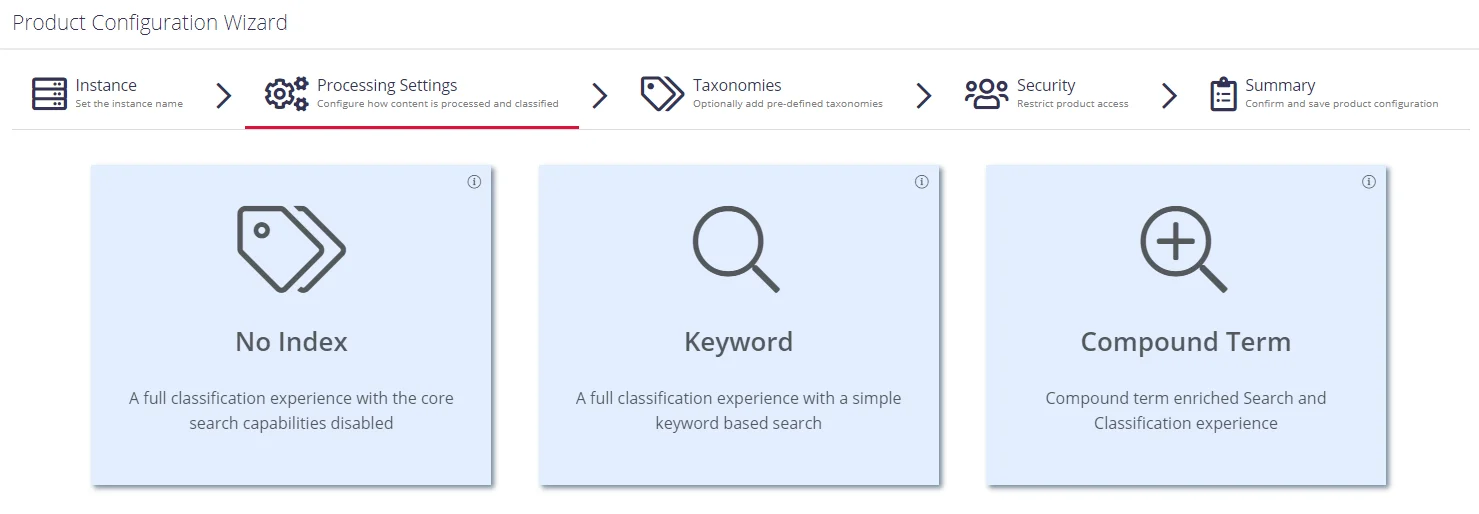 Product Configuration Wizard
Instance
Set the instance name
Processing Settings
Configure how content is processed and classified
Taxonomies
Optionally add pre-defined taxonomies
Security
Restrict product access
Summary
Confirm and save product configuration
No Index
A full classification experience with the core
search capabilities disabled
Keyword
A full classification experience with a simple
keyword based search
Compound Term
Compound term enriched Search and
Classification experience